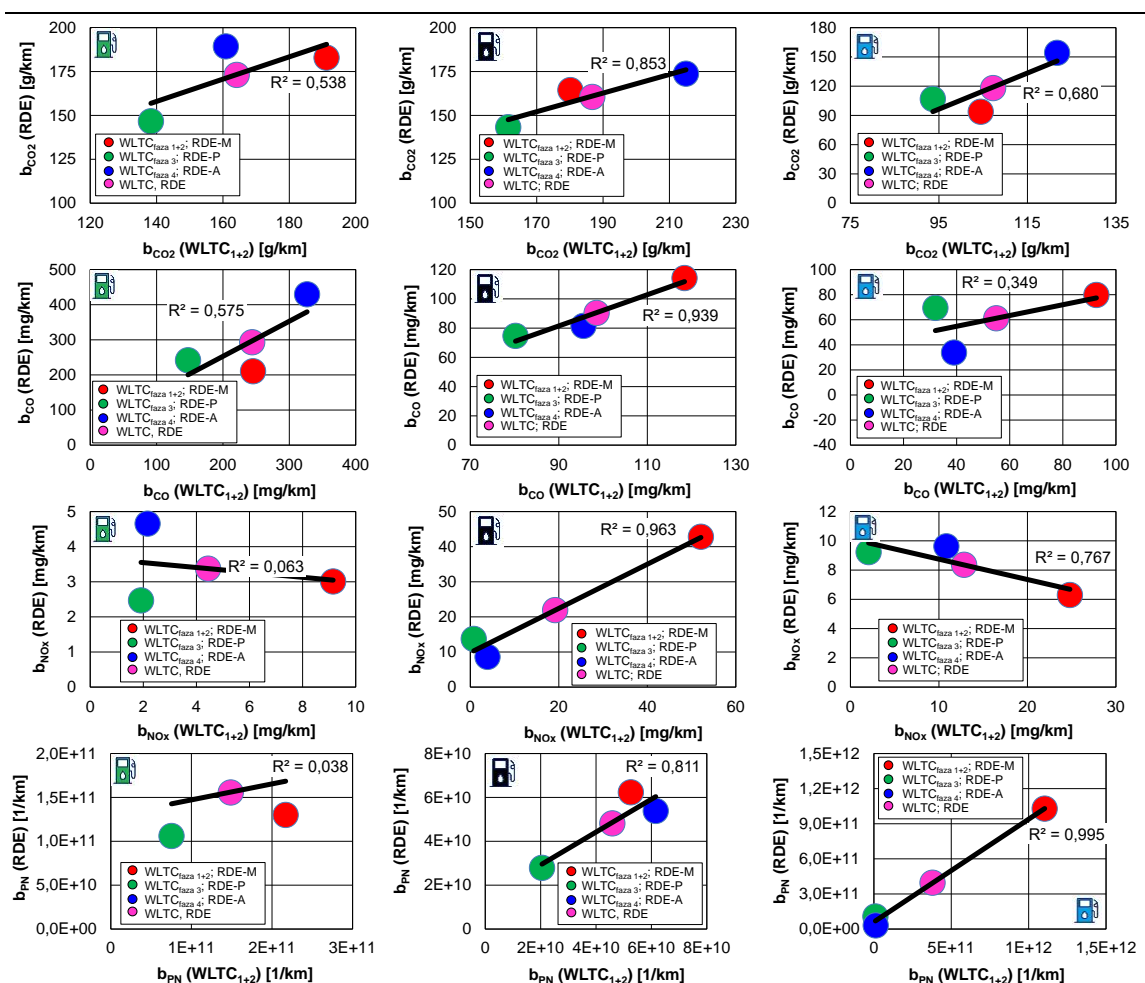 200
175
150
125
100
120
140
160
180
200
b_CO2 (RDE) [g/km]
b_CO2 (WLTC_1+2) [g/km]
R² = 0,538
WLTC_faza 1+2; RDE-M
WLTC_faza 3; RDE-P
WLTC_faza 4; RDE-A
WLTC, RDE
200
175
150
125
100
150
170
190
210
230
b_CO2 (RDE) [g/km]
b_CO2 (WLTC_1+2) [g/km]
R² = 0,853
WLTC_faza 1+2; RDE-M
WLTC_faza 3; RDE-P
WLTC_faza 4; RDE-A
WLTC; RDE
180
150
120
90
60
30
0
75
95
115
135
b_CO2 (RDE) [g/km]
b_CO2 (WLTC_1+2) [g/km]
R² = 0,680
WLTC_faza 1+2; RDE-M
WLTC_faza 3; RDE-P
WLTC_faza 4; RDE-A
WLTC; RDE
500
400
300
200
100
0
0
100
200
300
400
b_CO (RDE) [mg/km]
b_CO (WLTC_1+2) [mg/km]
R² = 0,575
WLTC_faza 1+2; RDE-M
WLTC_faza 3; RDE-P
WLTC_faza 4; RDE-A
WLTC, RDE
120
100
80
60
40
20
0
70
90
110
130
b_CO (RDE) [mg/km]
b_CO (WLTC_1+2) [mg/km]
R² = 0,939
WLTC_faza 1+2; RDE-M
WLTC_faza 3; RDE-P
WLTC_faza 4; RDE-A
WLTC; RDE
100
80
60
40
20
0
-20
-40
0
20
40
60
80
100
b_CO (RDE) [mg/km]
b_CO (WLTC_1+2) [mg/km]
R² = 0,349
WLTC_faza 1+2; RDE-M
WLTC_faza 3; RDE-P
WLTC_faza 4; RDE-A
WLTC; RDE
5
4
3
2
1
0
0
2
4
6
8
10
b_NOx (RDE) [mg/km]
b_NOx (WLTC_1+2) [mg/km]
R² = 0,063
WLTC_faza 1+2; RDE-M
WLTC_faza 3; RDE-P
WLTC_faza 4; RDE-A
WLTC, RDE
50
40
30
20
10
0
0
20
40
60
b_NOx (RDE) [mg/km]
b_NOx (WLTC_1+2) [mg/km]
R² = 0,963
WLTC_faza 1+2; RDE-M
WLTC_faza 3; RDE-P
WLTC_faza 4; RDE-A
WLTC; RDE
12
10
8
6
4
2
0
0
10
20
30
b_NOx (RDE) [mg/km]
b_NOx (WLTC_1+2) [mg/km]
R² = 0,767
WLTC_faza 1+2; RDE-M
WLTC_faza 3; RDE-P
WLTC_faza 4; RDE-A
WLTC; RDE
2,0E+11
1,5E+11
1,0E+11
5,0E+10
0,0E+00
0
1E+11
2E+11
3E+11
b_PN (RDE) [1/km]
b_PN (WLTC_1+2) [1/km]
R² = 0,038
WLTC_faza 1+2; RDE-M
WLTC_faza 3; RDE-P
WLTC_faza 4; RDE-A
WLTC, RDE
8E+10
6E+10
4E+10
2E+10
0
0
2E+10
4E+10
6E+10
8E+10
b_PN (RDE) [1/km]
b_PN (WLTC_1+2) [1/km]
R² = 0,811
WLTC_faza 1+2; RDE-M
WLTC_faza 3; RDE-P
WLTC_faza 4; RDE-A
WLTC; RDE
1,5E+12
1,2E+12
9,0E+11
6,0E+11
3,0E+11
0,0E+00
0
5E+11
1E+12
1,5E+12
b_PN (RDE) [1/km]
b_PN (WLTC_1+2) [1/km]
R² = 0,995
WLTC_faza 1+2; RDE-M
WLTC_faza 3; RDE-P
WLTC_faza 4; RDE-A
WLTC; RDE